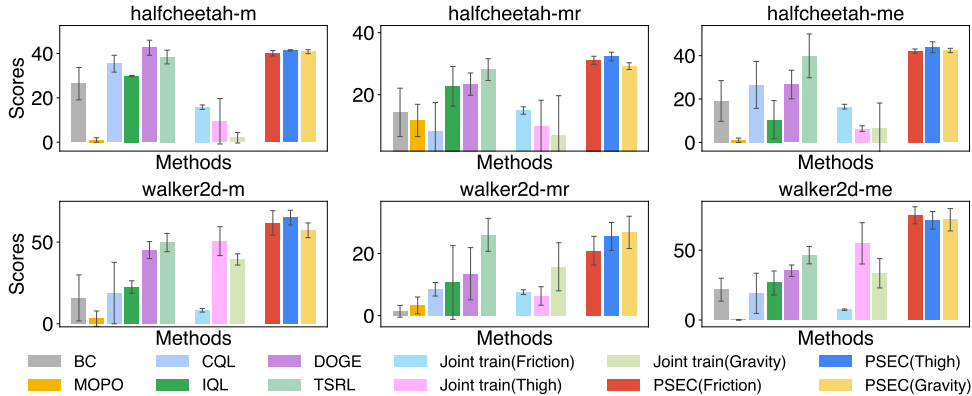 halfcheetah-m halfcheetah-mr halfcheetah-me
Scores
40
20
0
40
20
40
20
0
Methods Methods Methods
walker2d-m walker2d-mr walker2d-me
Scores
50
0
20
0
50
0
Methods Methods Methods
BC CQL DOGE Joint train(Friction) Joint train(Gravity) PSEC(Thigh)
MOPO IQL TSRL Joint train(Thigh) PSEC(Friction) PSEC(Gravity)